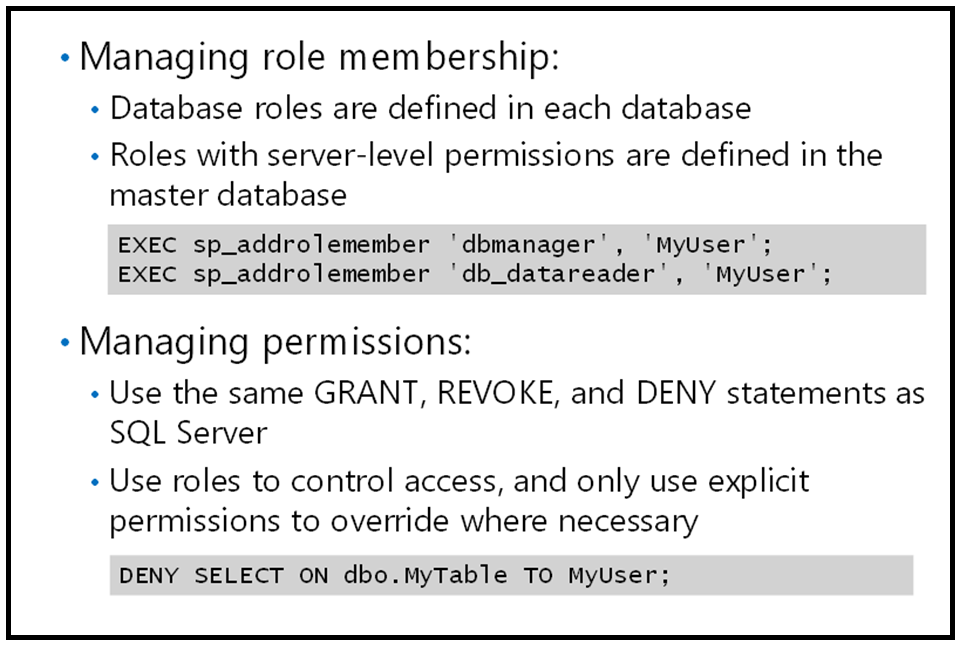 • Managing role membership:
• Database roles are defined in each database
• Roles with server-level permissions are defined in the
master database
EXEC sp_addrolemember 'dbmanager', 'MyUser';
EXEC sp_addrolemember 'db_datareader', 'MyUser';
• Managing permissions:
• Use the same GRANT, REVOKE, and DENY statements as
SQL Server
• Use roles to control access, and only use explicit
permissions to override where necessary
DENY SELECT ON dbo.MyTable TO MyUser;